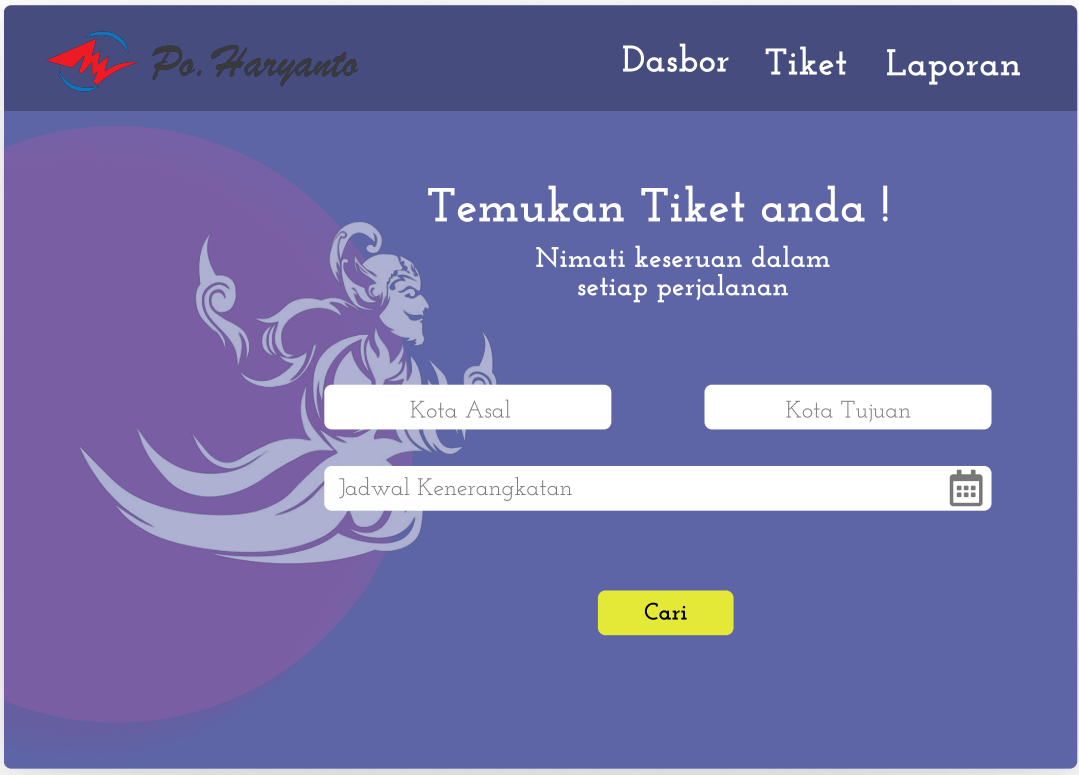 Po. Haryanto
Dasbor Tiket Laporan
Temukan Tiket anda !
Nimati keseruan dalam
setiap perjalanan
Kota Asal Kota Tujuan
Jadwal Kenerangkatan
Cari